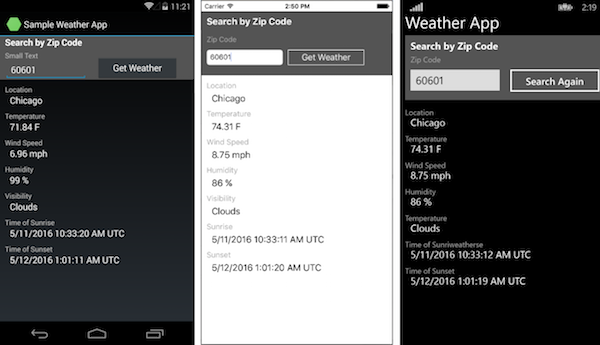 11:21
Sample Weather App
Search by Zip Code
Small Text
60601
Get Weather
Location
Chicago
Temperature
71.84 F
Wind Speed
6.96 mph
Humidity
99 %
Visibility
Clouds
Time of Sunrise
5/11/2016 10:33:20 AM UTC
Time of Sunset
5/12/2016 1:01:11 AM UTC
Carrier
2:50 PM
Search by Zip Code
Zip Code
60601
Get Weather
Location
Chicago
Temperature
74.31 F
Wind Speed
8.75 mph
Humidity
86 %
Visibility
Clouds
Sunrise
5/11/2016 10:33:11 AM UTC
Sunset
5/12/2016 1:01:20 AM UTC
2:19
Weather App
Search by Zip Code
Zip Code
60601
Search Again
Location
Chicago
Temperature
74.31 F
Wind Speed
8.75 mph
Humidity
86 %
Temperature
Clouds
Time of Sunriweatherse
5/11/2016 10:33:12 AM UTC
Time of Sunset
5/12/2016 1:01:19 AM UTC